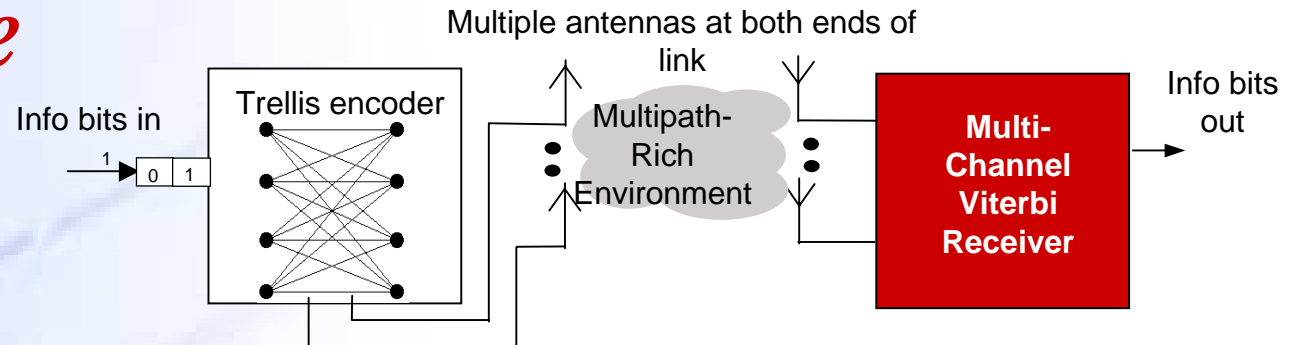 e
Multiple antennas at both ends of
link
Info bits in
1
0 1
Trellis encoder
Multipath-
Rich
Environment
Multi-
Channel
Viterbi
Receiver
Info bits
out